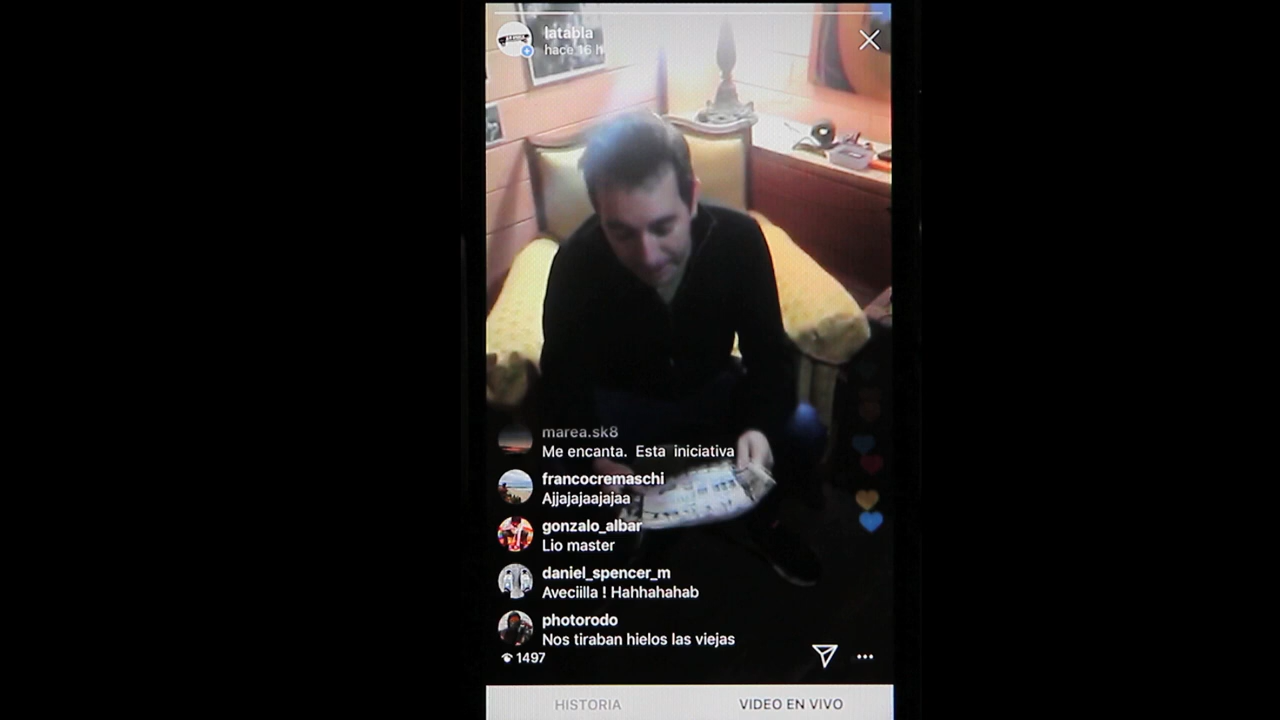 latabla
hace 16 h
marea.sk8
Me encanta. Esta iniciativa
francocremaschi
Ajjajajaajajaa
gonzalo_albar
Lio master
daniel_spencer_m
Aveciilla ! Hahhahahab
photorodo
Nos tiraban hielos las viejas
1497
HISTORIA
VIDEO EN VIVO